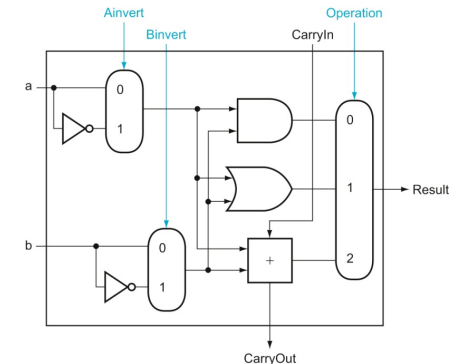 Ainvert
Operation
Binvert
CarryIn
a
0
1
0
1
Result
b
0
1
+
2
CarryOut